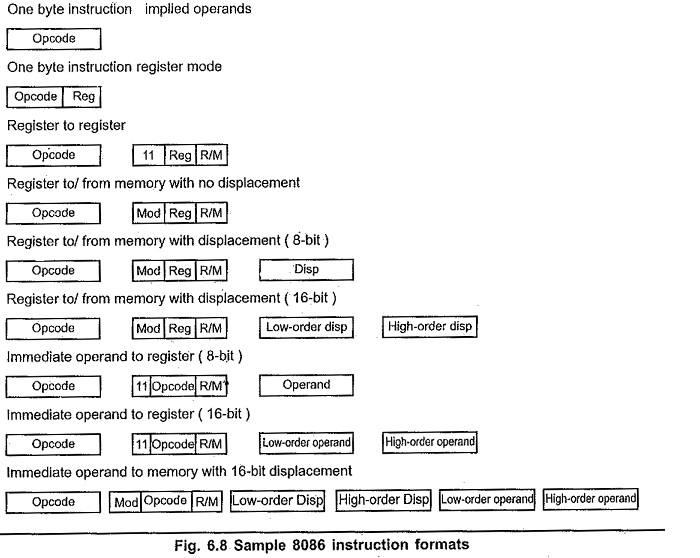 One byte instruction implied operands
Opcode
One byte instruction register mode
Opcode Reg
Register to register
Opcode 11 Reg R/M
Register to/ from memory with no displacement
Opcode Mod Reg R/M
Register to/ from memory with displacement ( 8-bit )
Opcode Mod Reg R/M Disp
Register to/ from memory with displacement ( 16-bit )
Opcode Mod Reg R/M Low-order disp High-order disp
Immediate operand to register ( 8-bit )
Opcode 11 Opcode R/M Operand
Immediate operand to register ( 16-bit )
Opcode 11 Opcode R/M Low-order operand High-order operand
Immediate operand to memory with 16-bit displacement
Opcode Mod Opcode R/M Low-order Disp High-order Disp Low-order operand High-order operand
Fig. 6.8 Sample 8086 instruction formats